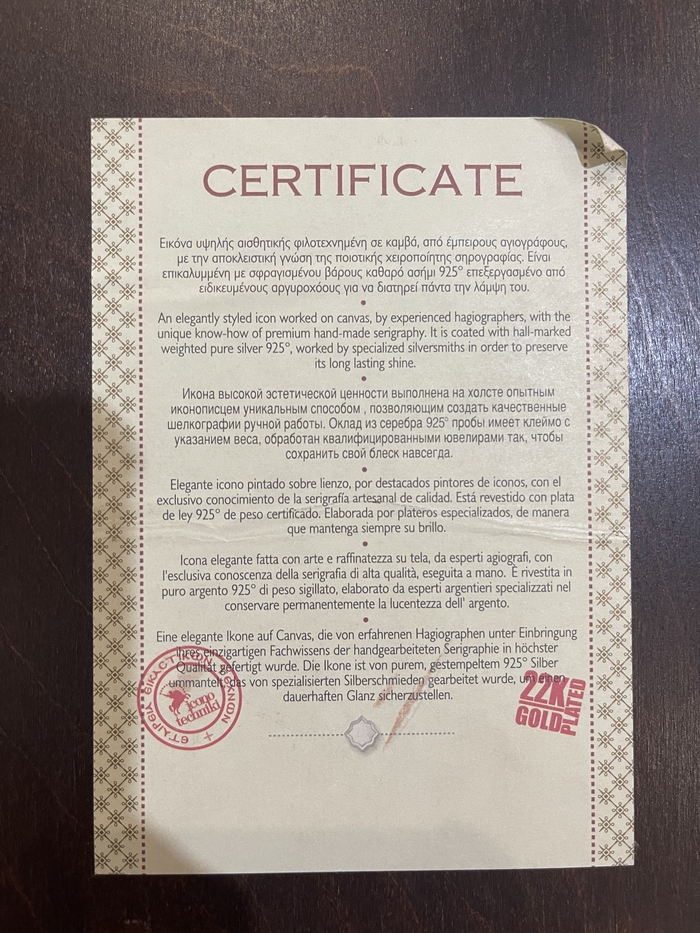 CERTIFICATE
Εικόνα υψηλής αισθητικής φιλοτεχνημένη σε καμβά, από έμπειρους αγιογράφους,
με την αποκλειστική γνώση της ποιοτικής χειροποίητης σηρογραφίας. Είναι
επικαλυμμένη με σφραγισμένου βάρους καθαρό ασήμι 925° επεξεργασμένο από
ειδικευμένους αργυροχόους για να διατηρεί πάντα την λάμψη του.
An elegantly styled icon worked on canvas, by experienced hagiographers, with the
unique know-how of premium hand-made serigraphy. It is coated with hall-marked
weighted pure silver 925°, worked by specialized silversmiths in order to preserve
its long lasting shine.
Икона высокой эстетической ценности выполнена на холсте опытным
иконописцем уникальным способом , позволяющим создать качественные
шелкографии ручной работы. Оклад из серебра 925° пробы имеет клеймо с
указанием веса, обработан квалифицированными ювелирами так, чтобы
сохранить свой блеск навсегда.
Elegante icono pintado sobre lienzo, por destacados pintores de iconos, con el
exclusivo conocimiento de la serigrafía artesanal de calidad. Está revestido con plata
de ley 925° de peso certificado. Elaborada por plateros especializados, de manera
que mantenga siempre su brillo.
Icona elegante fatta con arte e raffinatezza su tela, da esperti agiografi, con
l'esclusiva conoscenza della serigrafia di alta qualità, eseguita a mano. È rivestita in
puro argento 925° di peso sigillato, elaborato da esperti argentieri specializzati nel
conservare permanentemente la lucentezza dell' argento.
Eine elegante Ikone auf Canvas, die von erfahrenen Hagiographen unter Einbringung
ihres einzigartigen Fachwissens der handgearbeiteten Serigraphie in höchster
Qualität gefertigt wurde. Die Ikone ist von purem, gestempeltem 925° Silber
ummantelt, das von spezialisierten Silberschmieden gearbeitet wurde, um einen
dauerhaften Glanz sicherzustellen.
ΕΤΑΙΡΕΙΑ ΕΙΚΑΣΤΙΚΩΝ
icono
techniki
22K
GOLD PLATED